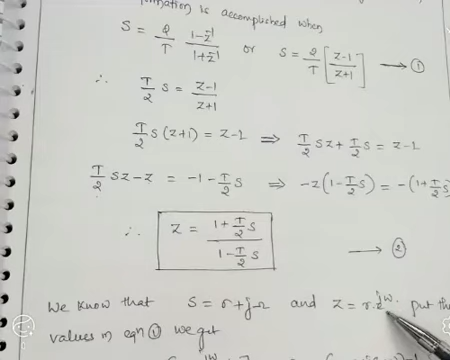 formation is accomplished when
S = 2/T (1-z^-1)/(1+z^-1) or S = 2/T [z-1/z+1] → ①
∴ T/2 s = z-1/z+1
T/2 s(z+1) = z-1 ⇒ T/2 sz + T/2 s = z-1
T/2 sz-z = -1-T/2 s ⇒ -z(1-T/2 s) = -(1+T/2 s)
∴ z = (1+T/2 s)/(1-T/2 s) → ②
We know that S = σ+jΩ and z = r.e^jω. put the
values in eqn ① we get